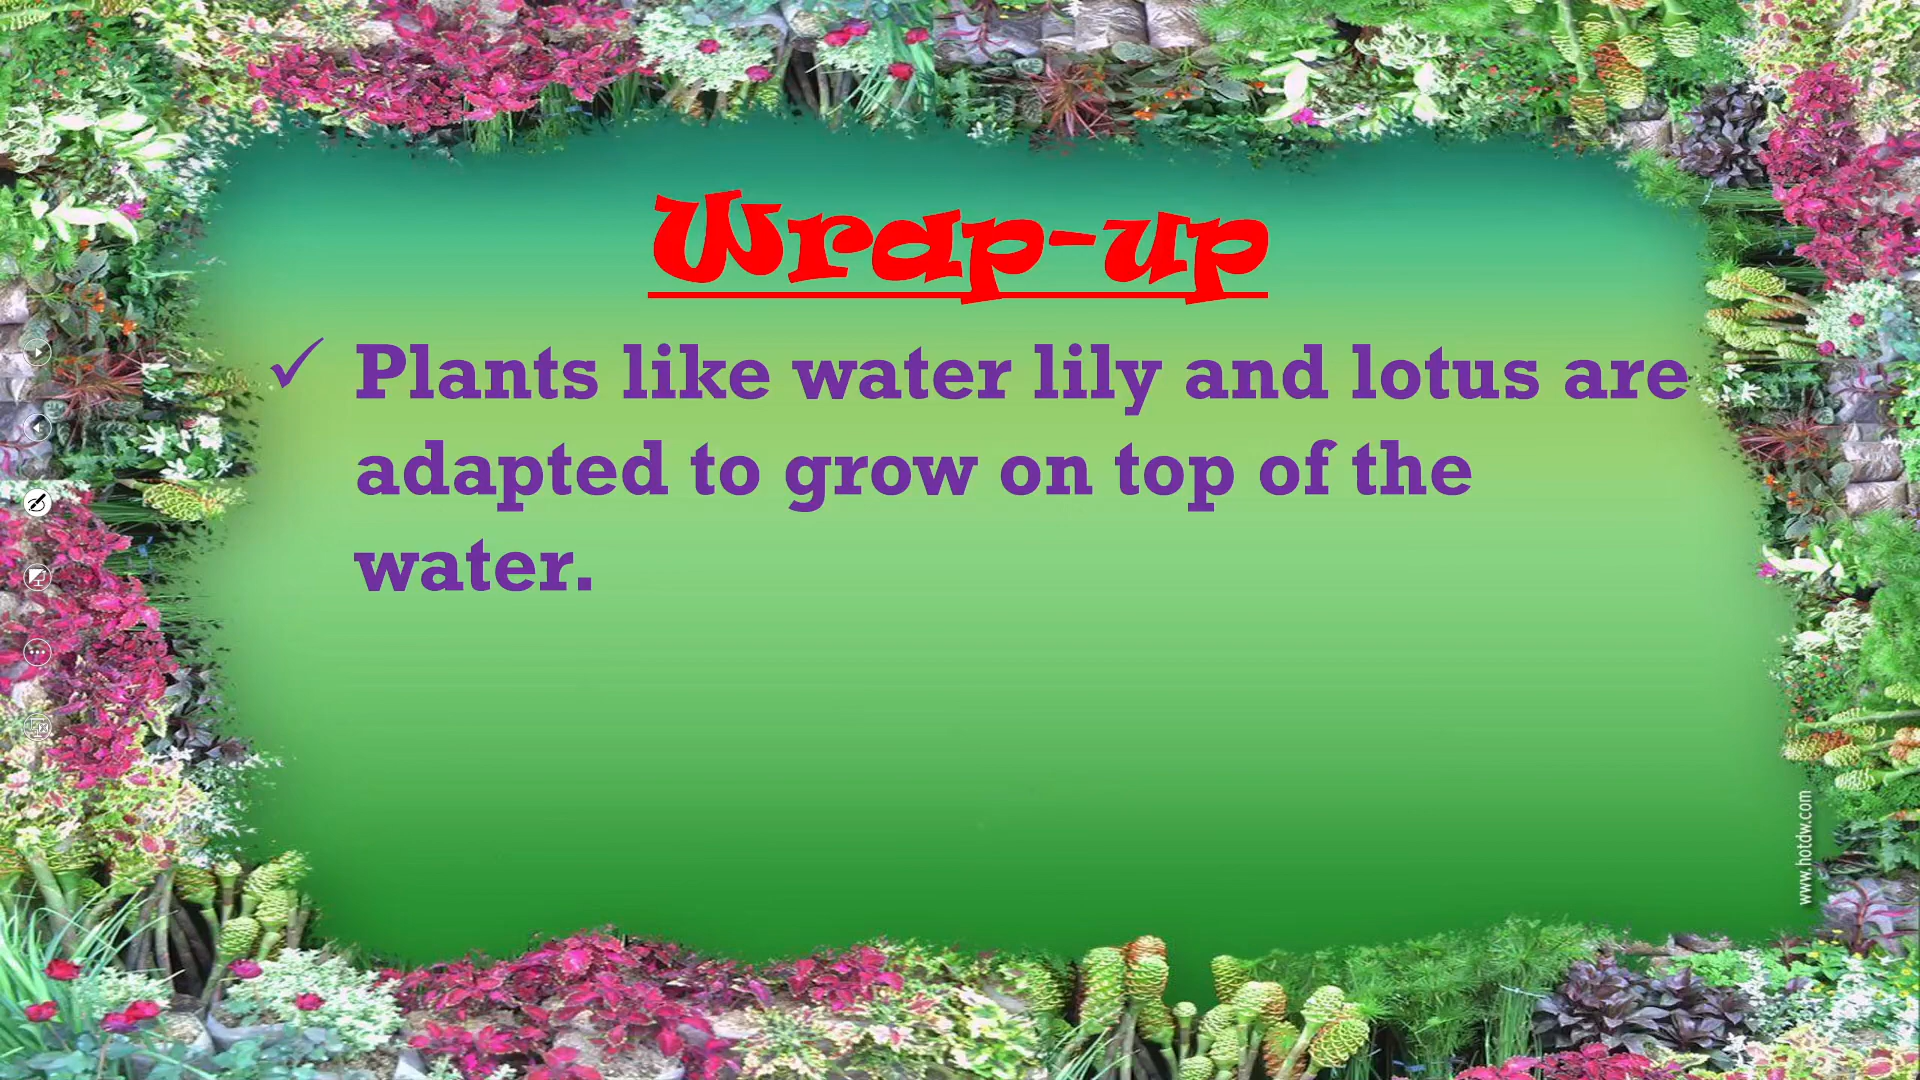 Wrap-up
✓ Plants like water lily and lotus are
adapted to grow on top of the
water.
www.hotdw.com